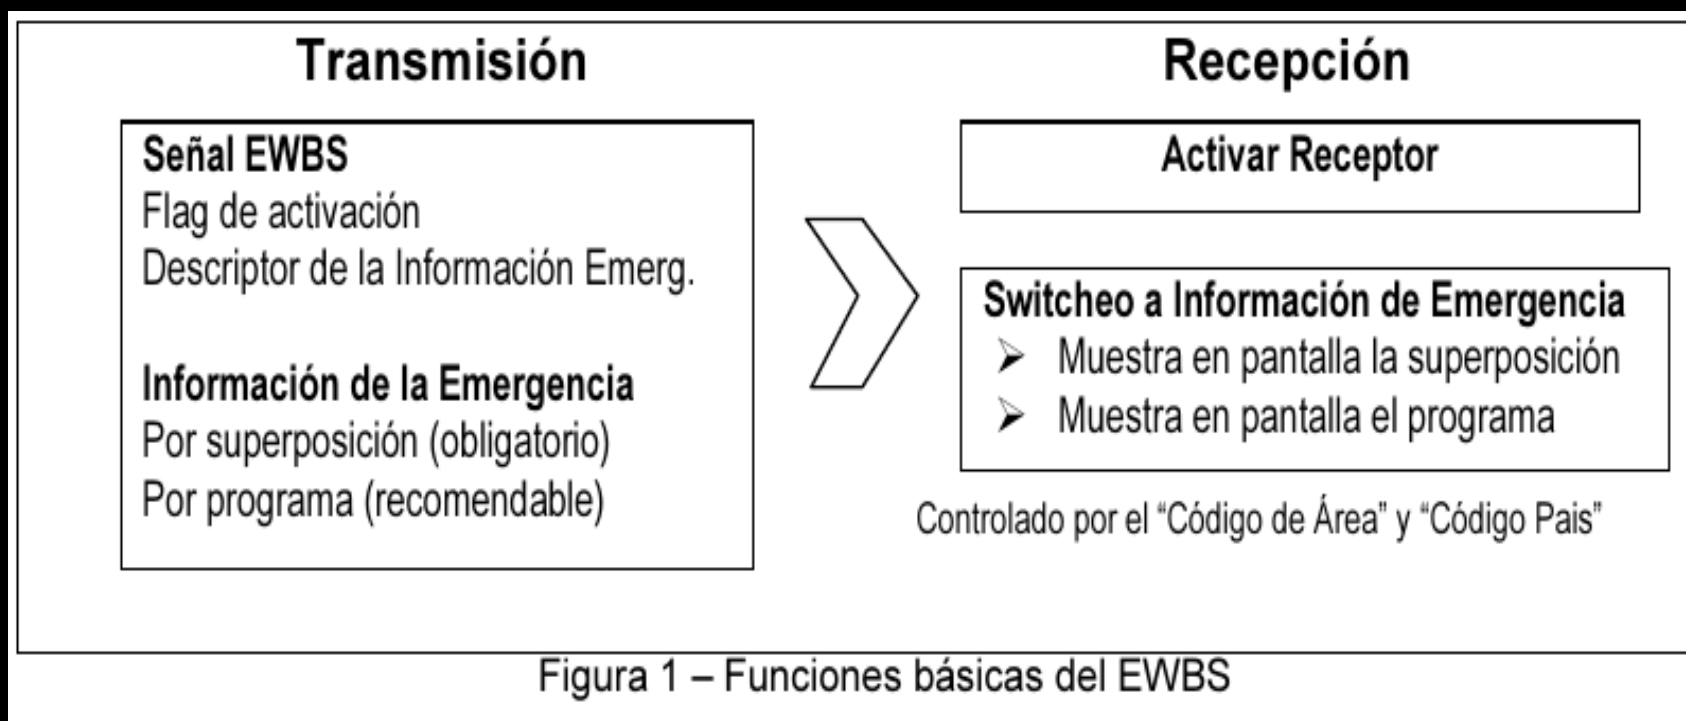 Transmisión
Señal EWBS
Flag de activación
Descriptor de la Información Emerg.
Información de la Emergencia
Por superposición (obligatorio)
Por programa (recomendable)
Recepción
Activar Receptor
Switcheo a Información de Emergencia
➢ Muestra en pantalla la superposición
➢ Muestra en pantalla el programa
Controlado por el “Código de Área” y “Código Pais”
Figura 1 – Funciones básicas del EWBS